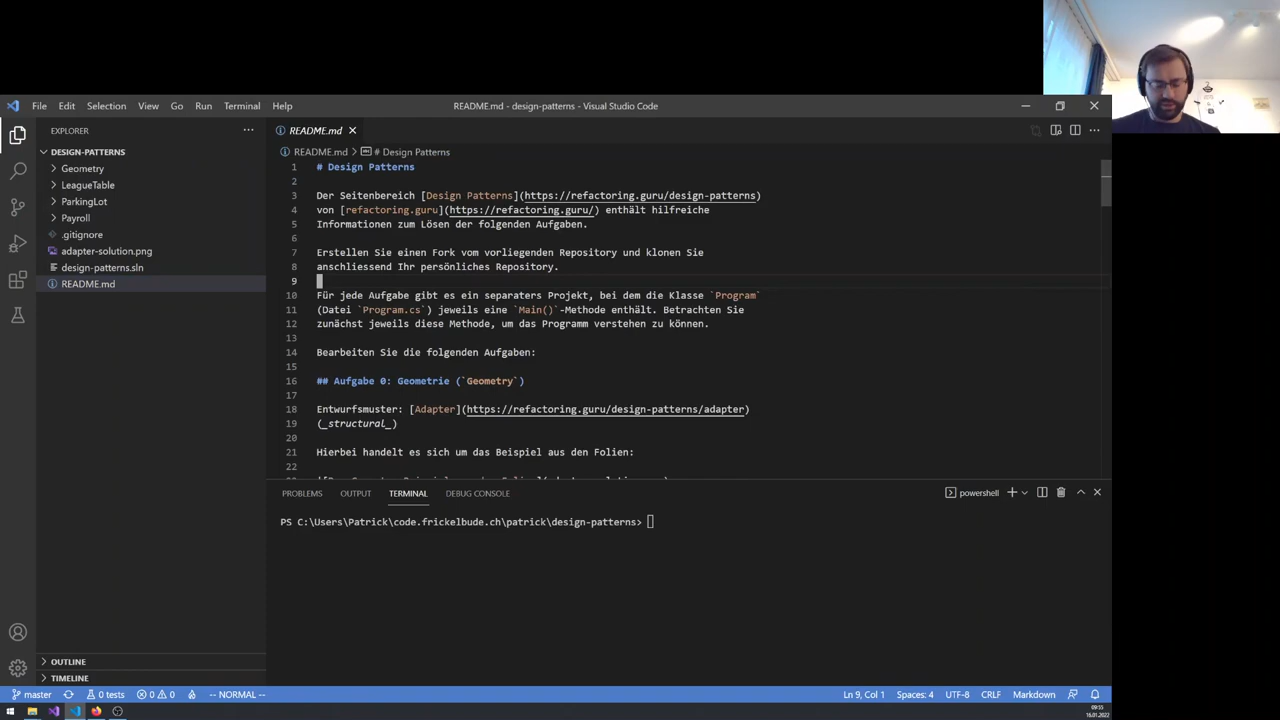 File Edit Selection View Go Run Terminal Help
README.md - design-patterns - Visual Studio Code
EXPLORER
DESIGN-PATTERNS
Geometry
LeagueTable
ParkingLot
Payroll
.gitignore
adapter-solution.png
design-patterns.sln
README.md
OUTLINE
TIMELINE
README.md
README.md > # Design Patterns
1 # Design Patterns
2
3 Der Seitenbereich [Design Patterns](https://refactoring.guru/design-patterns)
4 von [refactoring.guru](https://refactoring.guru/) enthält hilfreiche
5 Informationen zum Lösen der folgenden Aufgaben.
6
7 Erstellen Sie einen Fork vom vorliegenden Repository und klonen Sie
8 anschliessend Ihr persönliches Repository.
9
10 Für jede Aufgabe gibt es ein separaters Projekt, bei dem die Klasse `Program`
11 (Datei `Program.cs`) jeweils eine `Main()`-Methode enthält. Betrachten Sie
12 zunächst jeweils diese Methode, um das Programm verstehen zu können.
13
14 Bearbeiten Sie die folgenden Aufgaben:
15
16 ## Aufgabe 0: Geometrie (`Geometry`)
17
18 Entwurfsmuster: [Adapter](https://refactoring.guru/design-patterns/adapter)
19 (_structural_)
20
21 Hierbei handelt es sich um das Beispiel aus den Folien:
22
PROBLEMS OUTPUT TERMINAL DEBUG CONSOLE
powershell
PS C:\Users\Patrick\code.frickelbude.ch\patrick\design-patterns>
master 0 tests 0 0 -- NORMAL --
Ln 9, Col 1 Spaces: 4 UTF-8 CRLF Markdown
09:55
16.01.2022